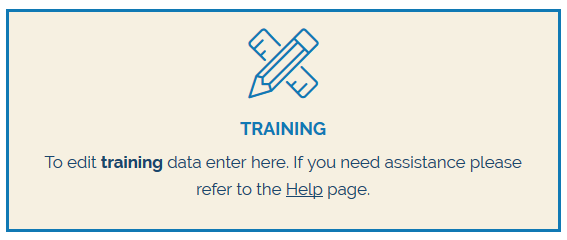 TRAINING
To edit training data enter here. If you need assistance please
refer to the Help page.